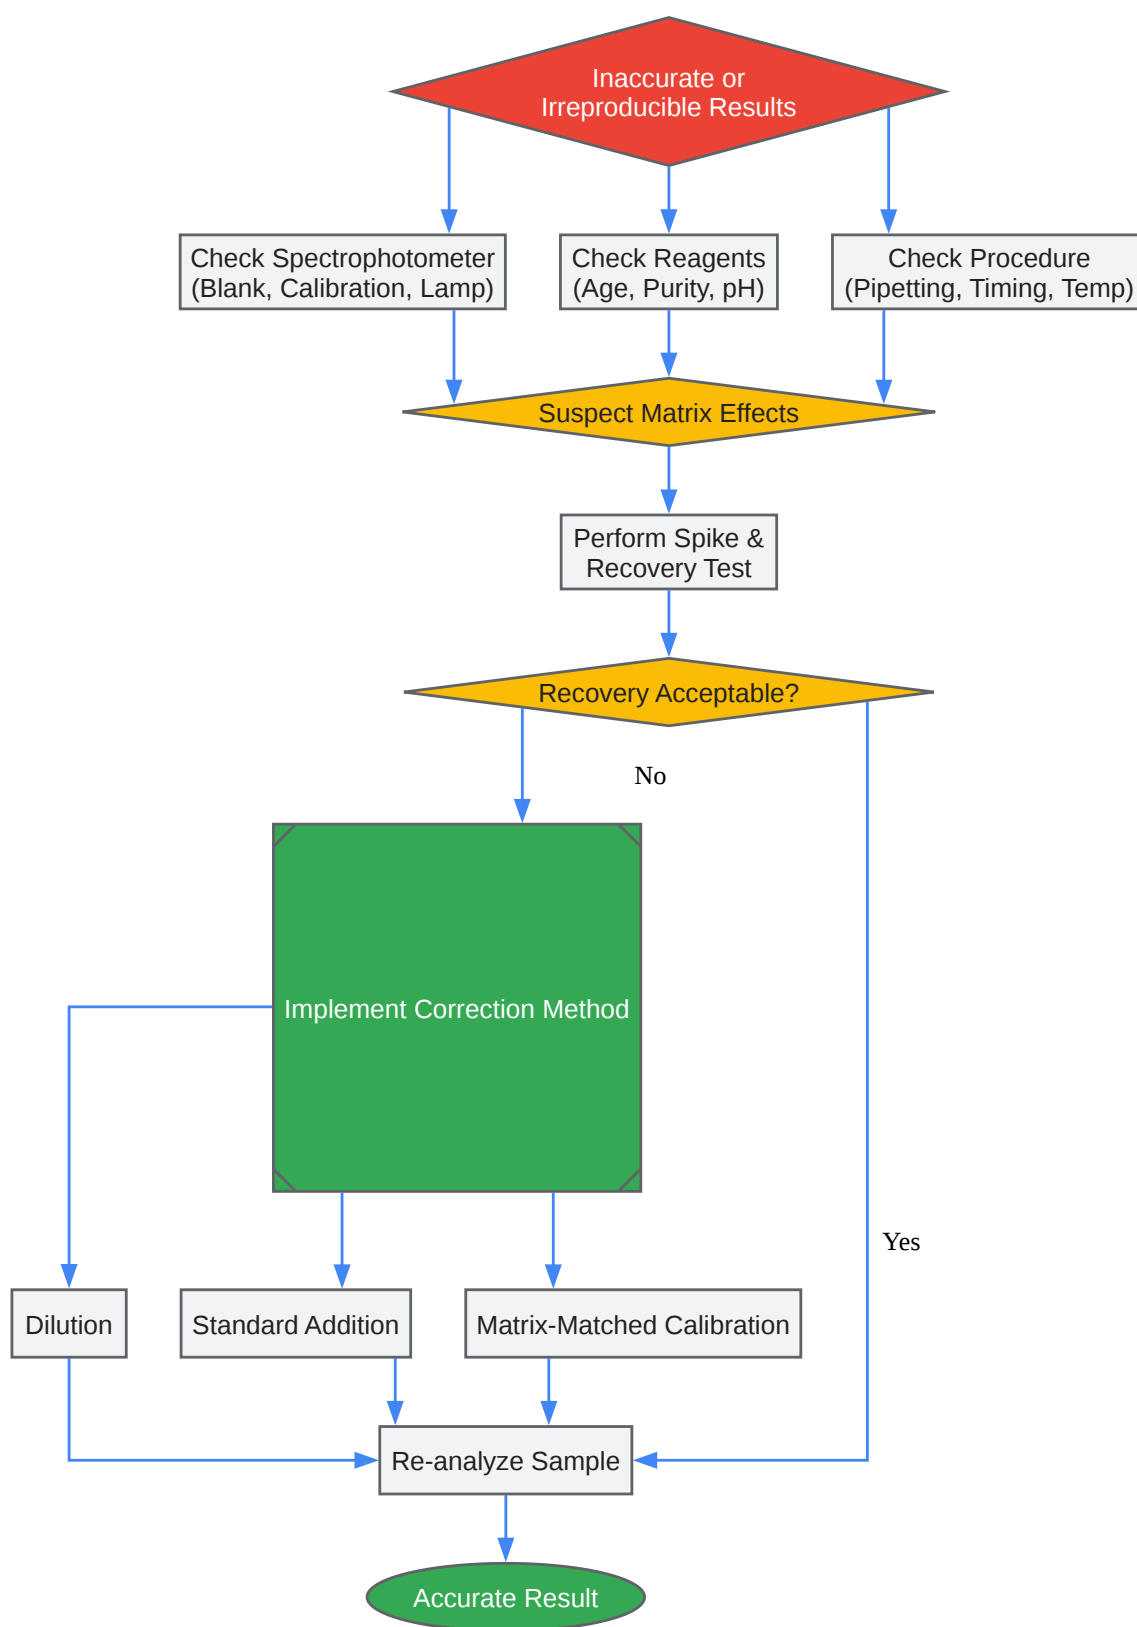 Inaccurate or
Irreproducible Results
Check Spectrophotometer
(Blank, Calibration, Lamp)
Check Reagents
(Age, Purity, pH)
Check Procedure
(Pipetting, Timing, Temp)
Suspect Matrix Effects
Perform Spike &
Recovery Test
Recovery Acceptable?
No
Implement Correction Method
Yes
Dilution
Standard Addition
Matrix-Matched Calibration
Re-analyze Sample
Accurate Result